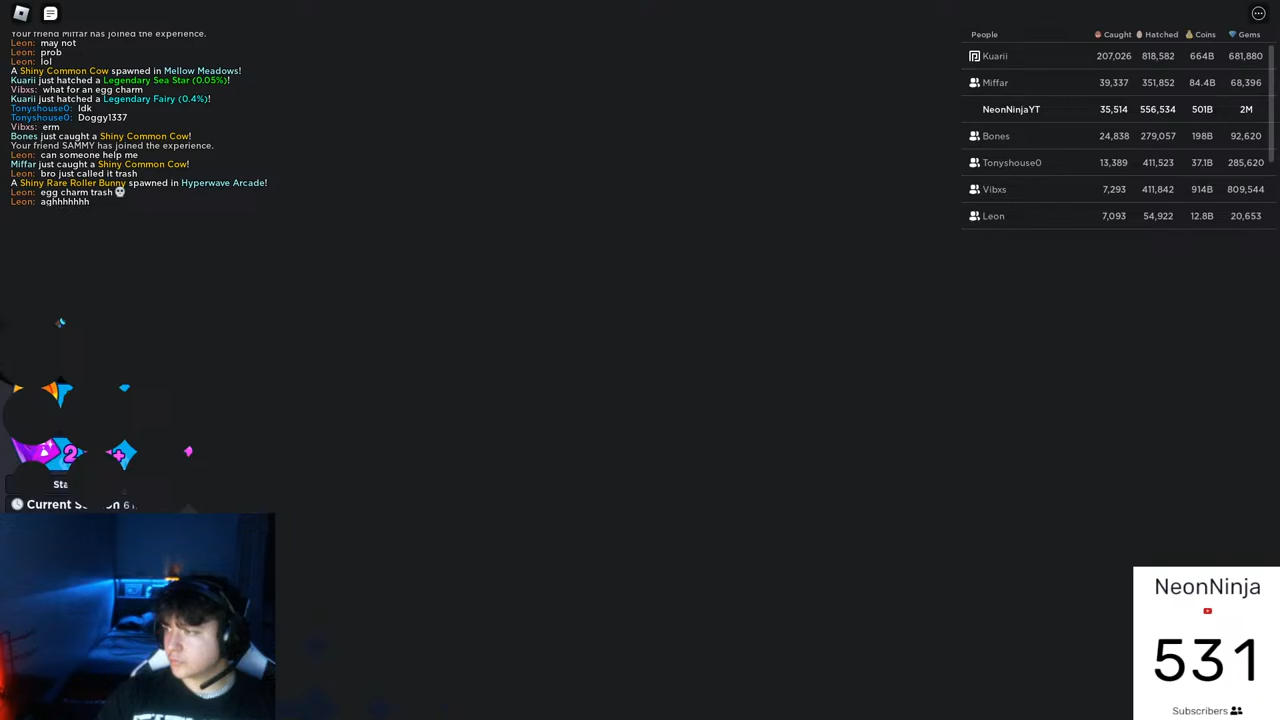 Your friend Miffar has joined the experience.
Leon: may not
Leon: prob
Leon: lol
A Shiny Common Cow spawned in Mellow Meadows!
Kuarii just hatched a Legendary Sea Star (0.05%)!
Vibxs: what for an egg charm
Kuarii just hatched a Legendary Fairy (0.4%)!
Tonyshouse0: Idk
Tonyshouse0: Doggy1337
Vibxs: erm
Bones just caught a Shiny Common Cow!
Your friend SAMMY has joined the experience.
Leon: can someone help me
Miffar just caught a Shiny Common Cow!
Leon: bro just called it trash
A Shiny Rare Roller Bunny spawned in Hyperwave Arcade!
Leon: egg charm trash 💀
Leon: aghhhhhhh
People Caught Hatched Coins Gems
Kuarii 207,026 818,582 664B 681,880
Miffar 39,337 351,852 84.4B 68,396
NeonNinjaYT 35,514 556,534 501B 2M
Bones 24,838 279,057 198B 92,620
Tonyshouse0 13,389 411,523 37.1B 285,620
Vibxs 7,293 411,842 914B 809,544
Leon 7,093 54,922 12.8B 20,653
2
+
Sta
Current S on 6
NeonNinja
531
Subscribers